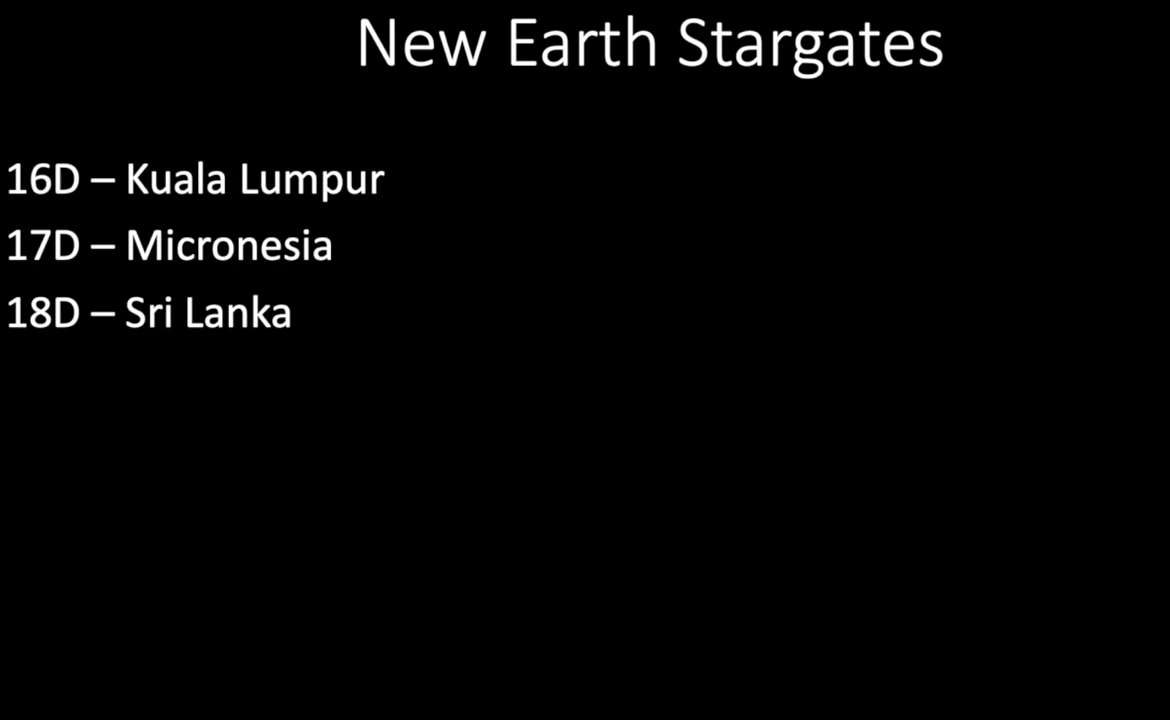 New Earth Stargates
16D – Kuala Lumpur
17D – Micronesia
18D – Sri Lanka